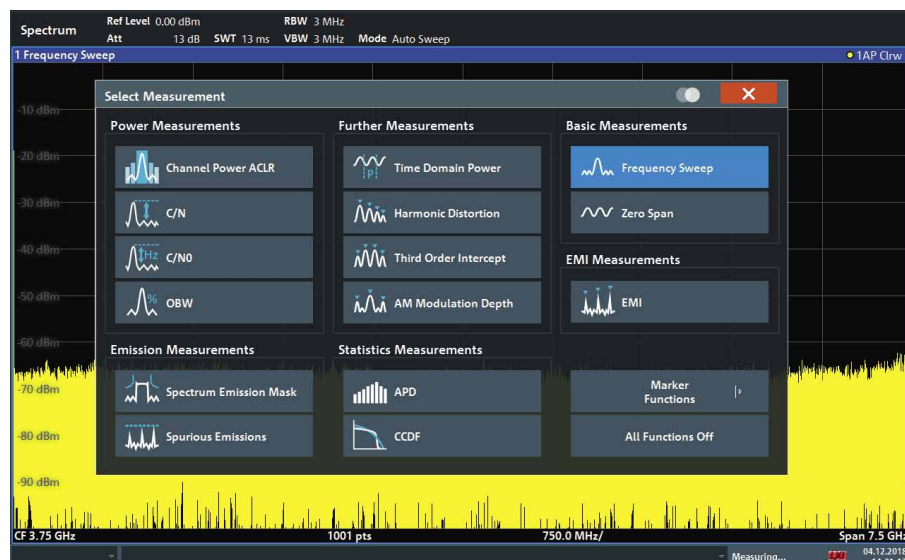 Spectrum
Ref Level 0.00 dBm RBW 3 MHz
Att 13 dB SWT 13 ms VBW 3 MHz Mode Auto Sweep
1 Frequency Sweep 1AP Clrw
Select Measurement
Power Measurements
Channel Power ACLR
C/N
Hz
C/N0
%
OBW
Further Measurements
P
Time Domain Power
Harmonic Distortion
Third Order Intercept
AM Modulation Depth
Basic Measurements
Frequency Sweep
Zero Span
EMI Measurements
EMI
Emission Measurements
Spectrum Emission Mask
Spurious Emissions
Statistics Measurements
APD
CCDF
Marker
Functions
All Functions Off
-10 dBm
-20 dBm
-30 dBm
-40 dBm
-50 dBm
-60 dBm
-70 dBm
-80 dBm
-90 dBm
CF 3.75 GHz 1001 pts 750.0 MHz/ Span 7.5 GHz
Measuring... LXI 04.12.2018